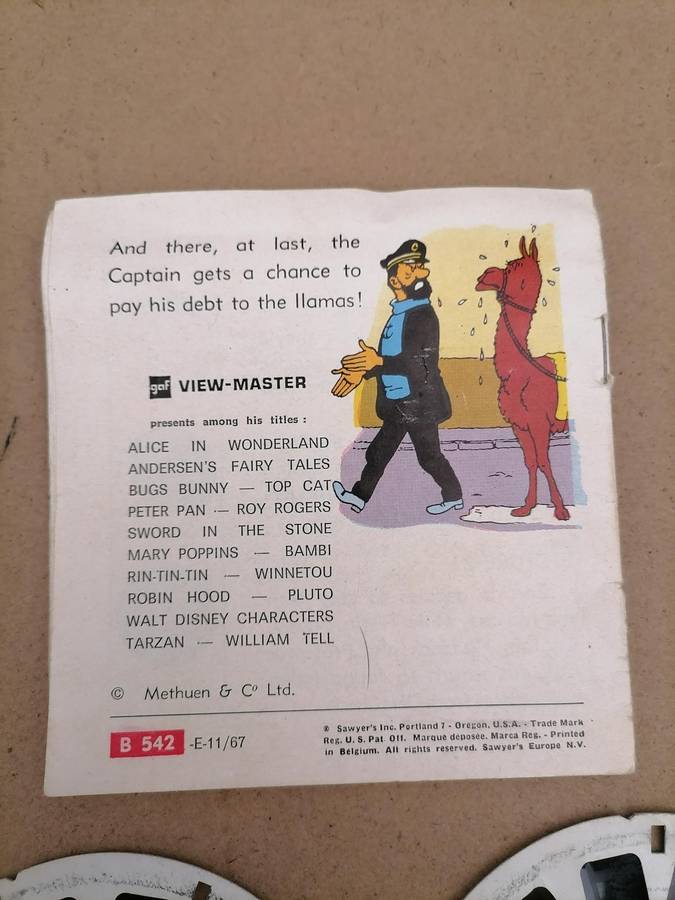 And there, at last, the
Captain gets a chance to
pay his debt to the llamas!
gaf VIEW-MASTER
presents among his titles :
ALICE IN WONDERLAND
ANDERSEN'S FAIRY TALES
BUGS BUNNY — TOP CAT
PETER PAN — ROY ROGERS
SWORD IN THE STONE
MARY POPPINS — BAMBI
RIN-TIN-TIN — WINNETOU
ROBIN HOOD — PLUTO
WALT DISNEY CHARACTERS
TARZAN — WILLIAM TELL
© Methuen & Cº Ltd.
B 542 -E-11/67
® Sawyer's Inc. Portland 7 - Oregon. U.S.A. - Trade Mark
Reg. U. S. Pat. Off. Marque déposée. Marca Reg. - Printed
in Belgium. All rights reserved. Sawyer's Europe N.V.